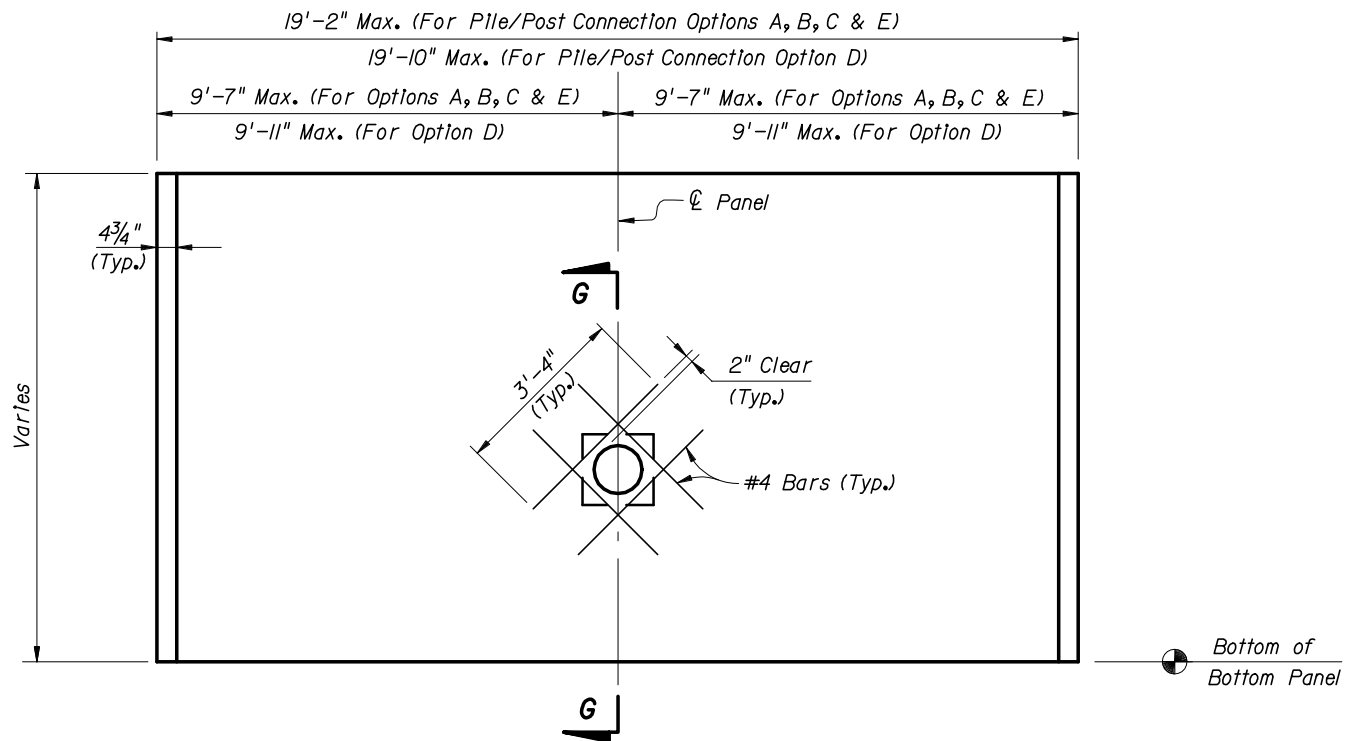 19'-2" Max. (For Pile/Post Connection Options A, B, C & E)
19'-10" Max. (For Pile/Post Connection Option D)
9'-7" Max. (For Options A, B, C & E)
9'-7" Max. (For Options A, B, C & E)
9'-11" Max. (For Option D)
9'-11" Max. (For Option D)
℄ Panel
4¾"
(Typ.)
G
3'-4"
(Typ.)
2" Clear
(Typ.)
Varies
#4 Bars (Typ.)
Bottom of
Bottom Panel
G